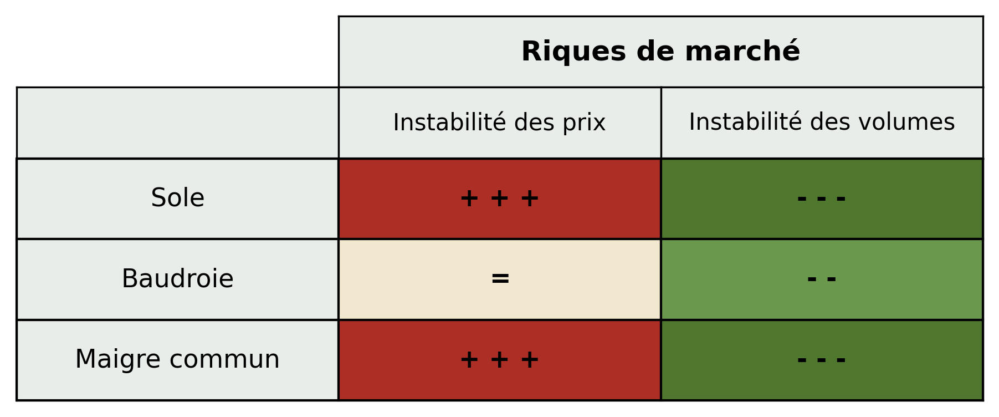 Riques de marché
Instabilité des prix Instabilité des volumes
Sole + + + - - -
Baudroie = - -
Maigre commun + + + - - -